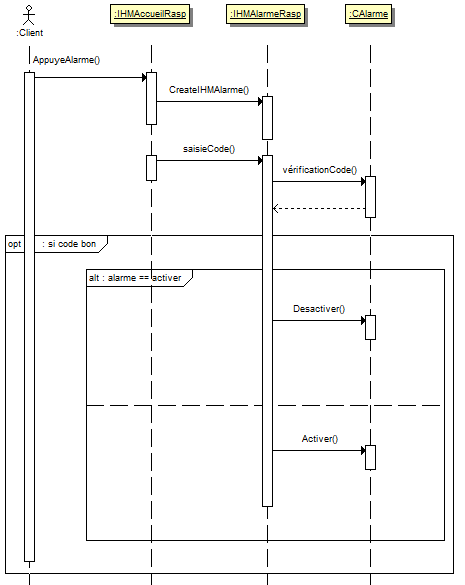 :IHMAccueilRasp
:IHMAlarmeRasp
:CAlarme
:Client
AppuyeAlarme()
CreateIHMAlarme()
saisieCode()
vérificationCode()
opt : si code bon
alt : alarme == activer
Desactiver()
Activer()